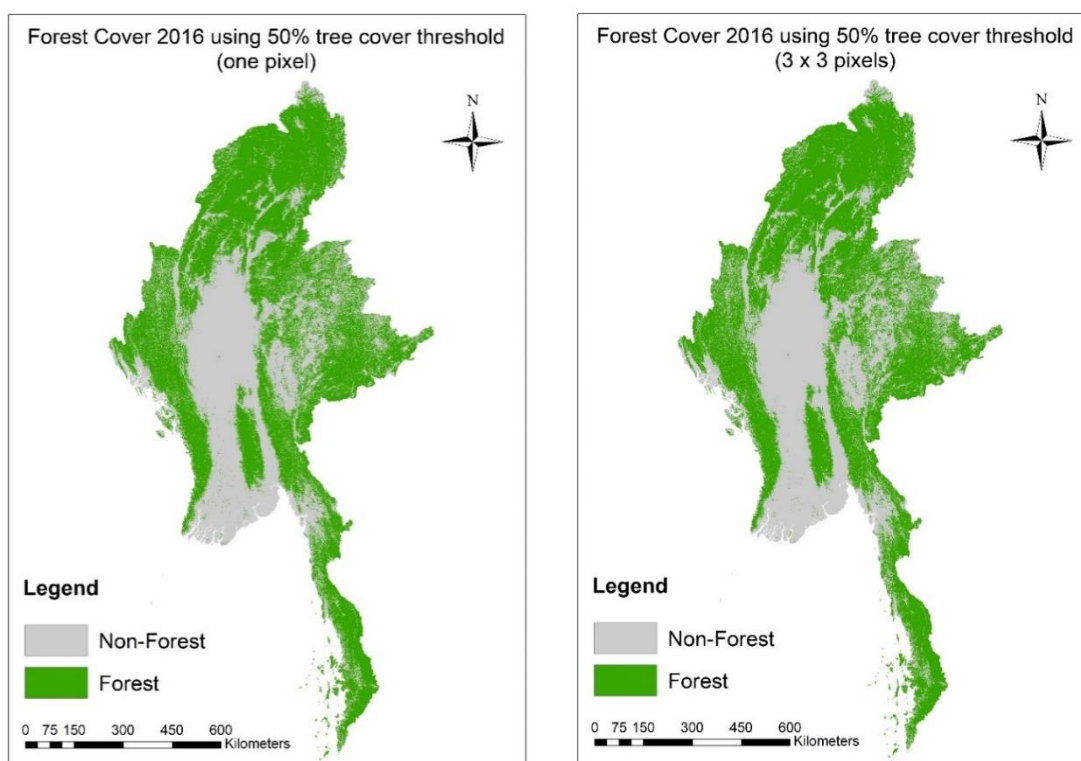 Forest Cover 2016 using 50% tree cover threshold
(one pixel)
N
Legend
Non-Forest
Forest
0 75 150 300 450 600
Kilometers
Forest Cover 2016 using 50% tree cover threshold
(3 x 3 pixels)
N
Legend
Non-Forest
Forest
0 75 150 300 450 600
Kilometers